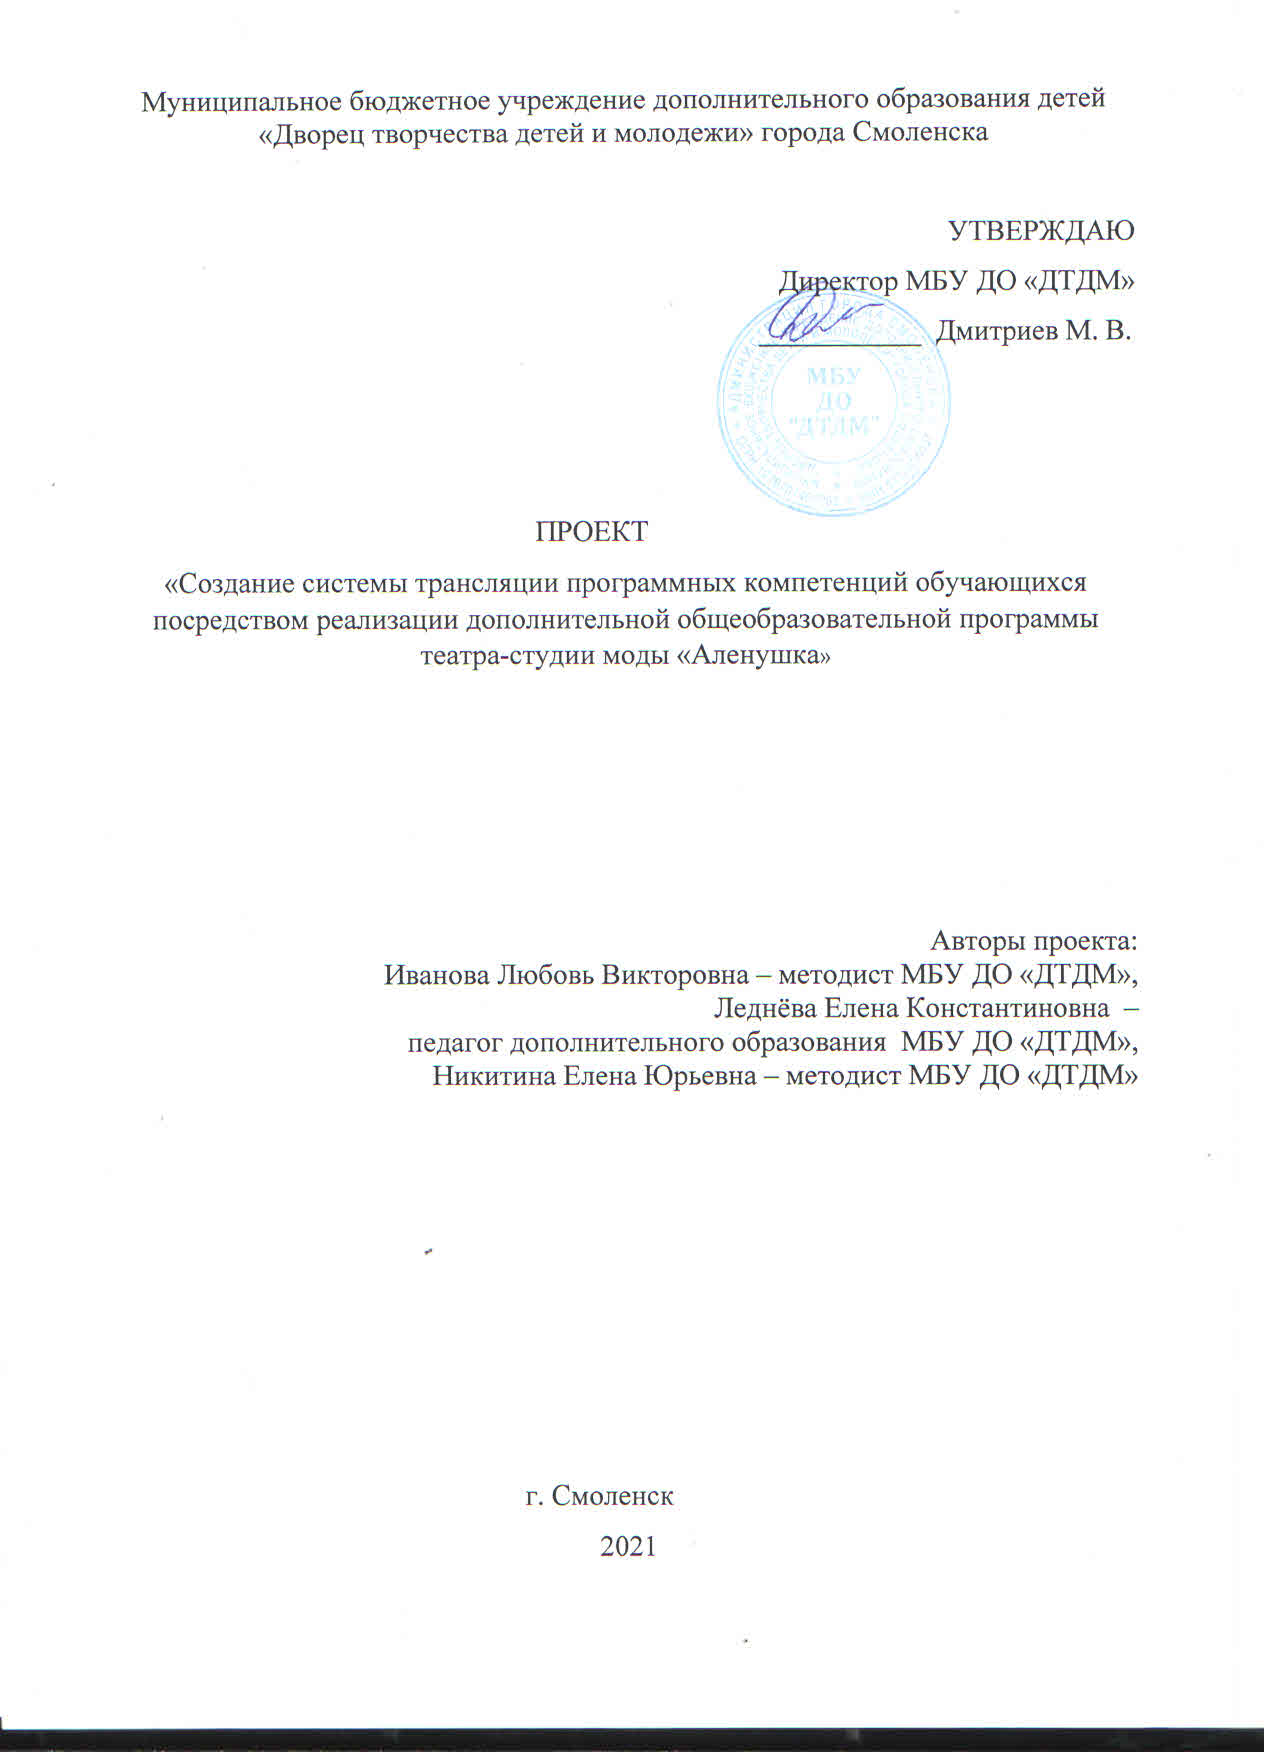 Муниципальное бюджетное учреждение дополнительного образования детей
«Дворец творчества детей и молодежи» города Смоленска
УТВЕРЖДАЮ
Директор МБУ ДО «ДТДМ»
Дмитриев М. В.
МБУ
ДО
"ДТДМ"
ПРОЕКТ
«Создание системы трансляции программных компетенций обучающихся
посредством реализации дополнительной общеобразовательной программы
театра-студии моды «Аленушка»
Авторы проекта:
Иванова Любовь Викторовна – методист МБУ ДО «ДТДМ»,
Леднёва Елена Константиновна –
педагог дополнительного образования МБУ ДО «ДТДМ»,
Никитина Елена Юрьевна – методист МБУ ДО «ДТДМ»
г. Смоленск
2021